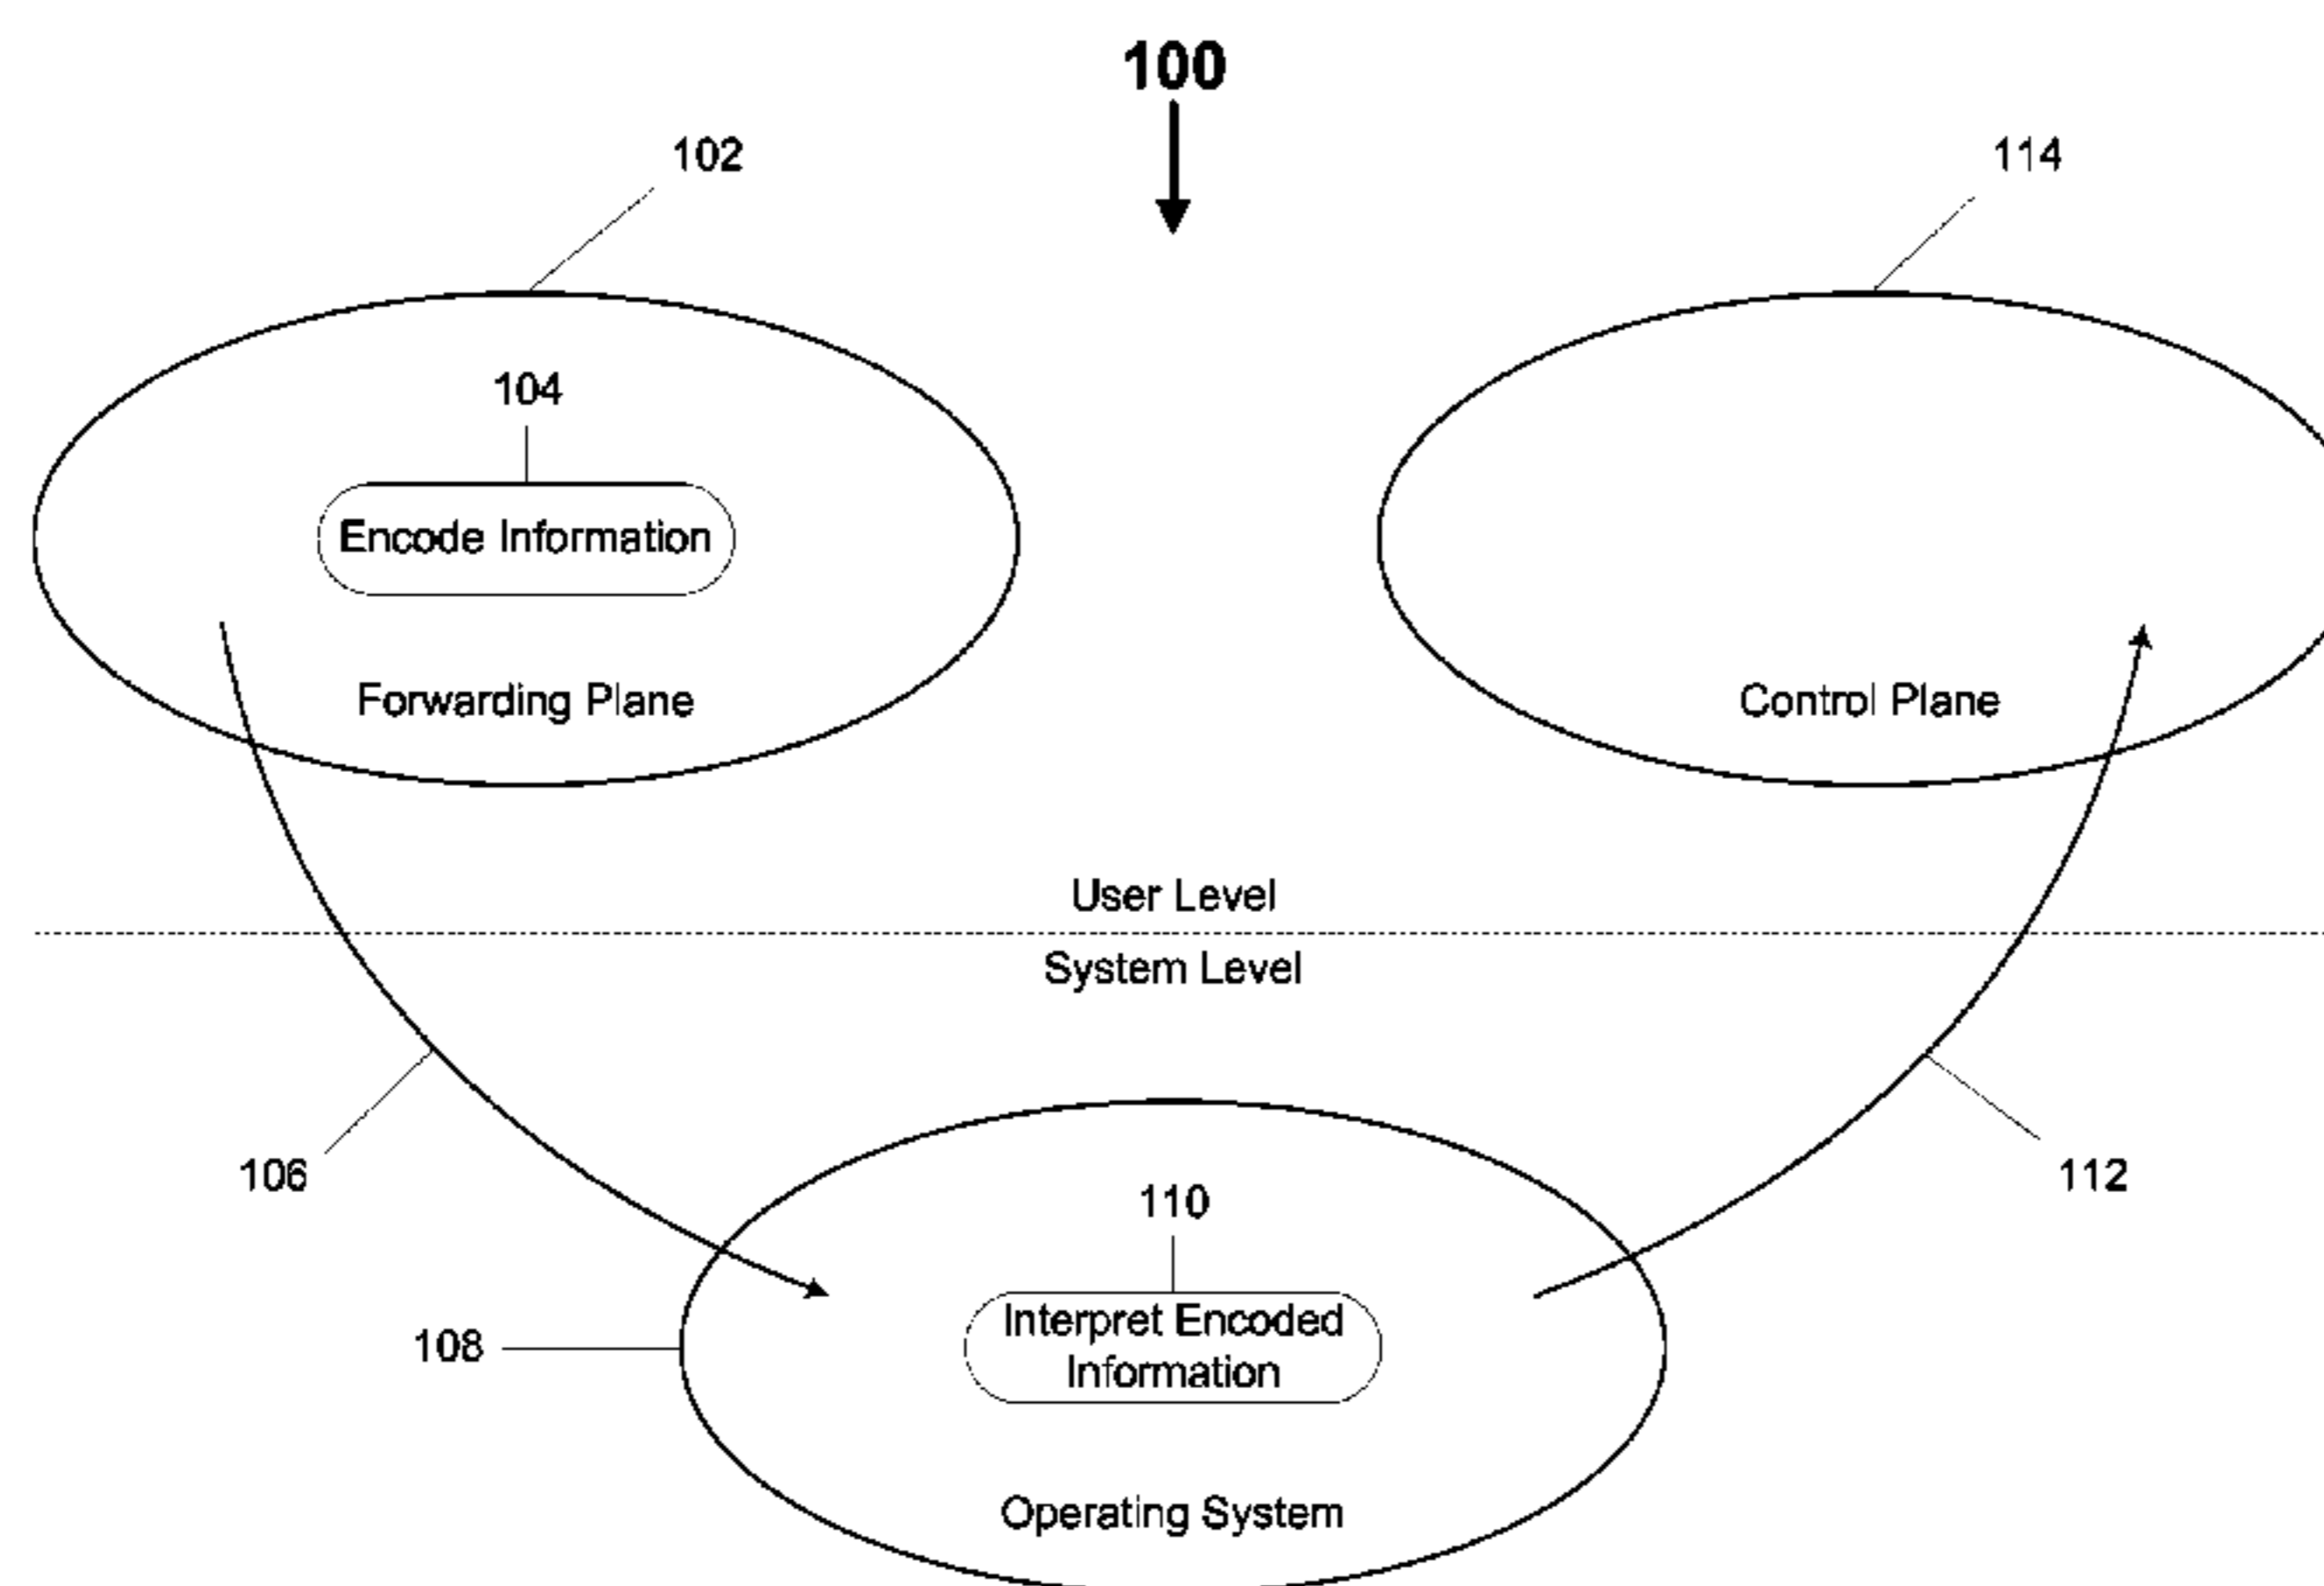 100
102
114
104
Encode Information
Forwarding Plane
Control Plane
User Level
System Level
106
112
110
Interpret Encoded
Information
108
Operating System